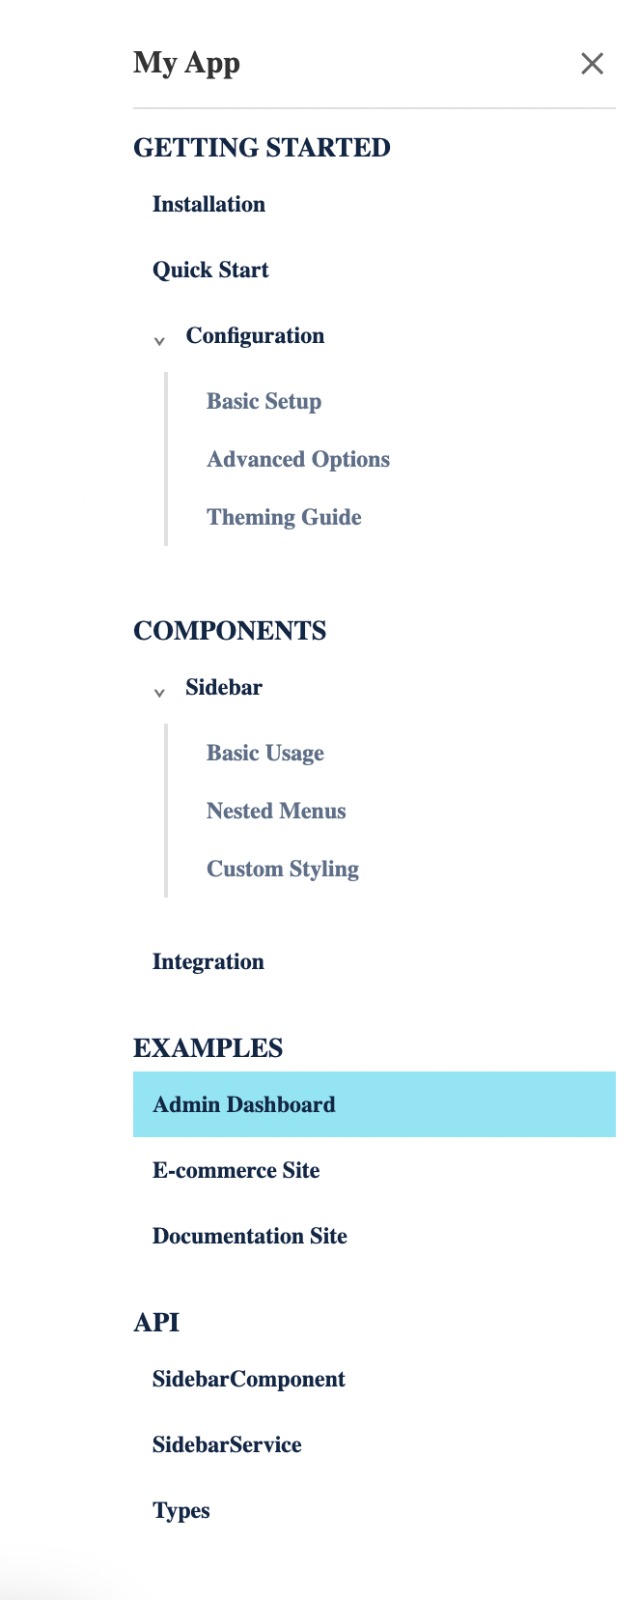 My App
GETTING STARTED
Installation
Quick Start
Configuration
Basic Setup
Advanced Options
Theming Guide
COMPONENTS
Sidebar
Basic Usage
Nested Menus
Custom Styling
Integration
EXAMPLES
Admin Dashboard
E-commerce Site
Documentation Site
API
SidebarComponent
SidebarService
Types